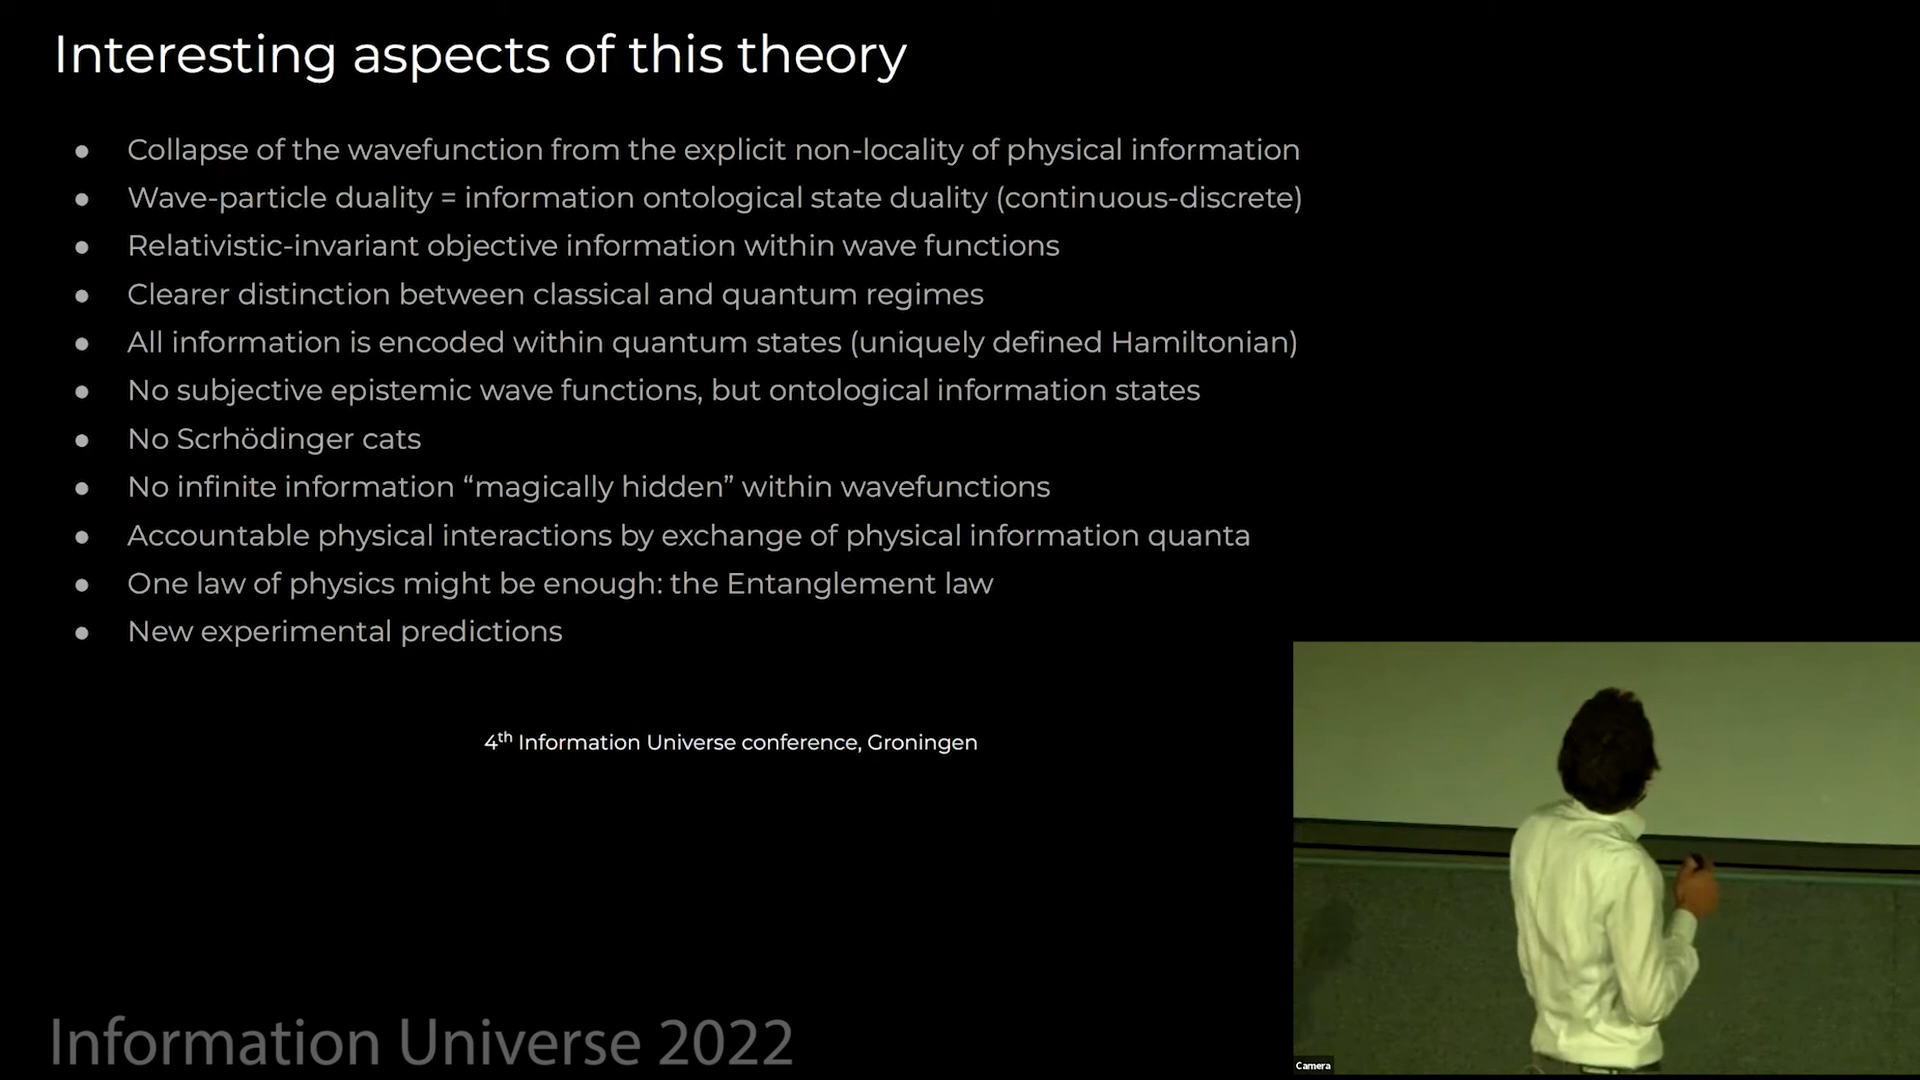 Interesting aspects of this theory
● Collapse of the wavefunction from the explicit non-locality of physical information
● Wave-particle duality = information ontological state duality (continuous-discrete)
● Relativistic-invariant objective information within wave functions
● Clearer distinction between classical and quantum regimes
● All information is encoded within quantum states (uniquely defined Hamiltonian)
● No subjective epistemic wave functions, but ontological information states
● No Scrhödinger cats
● No infinite information “magically hidden” within wavefunctions
● Accountable physical interactions by exchange of physical information quanta
● One law of physics might be enough: the Entanglement law
● New experimental predictions
4th Information Universe conference, Groningen
Information Universe 2022
Camera